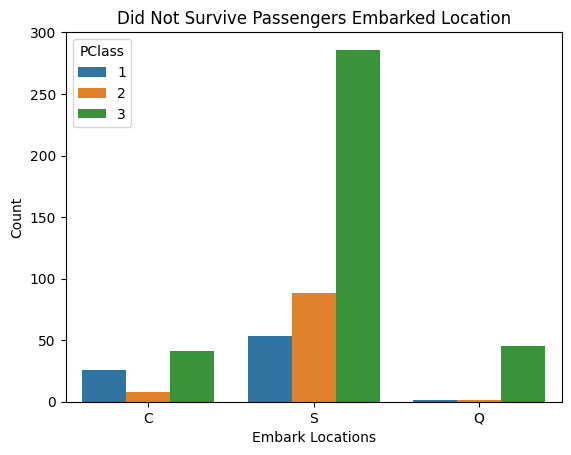 Did Not Survive Passengers Embarked Location
PClass
1
2
3
300
250
200
150
100
50
0
Count
C S Q
Embark Locations